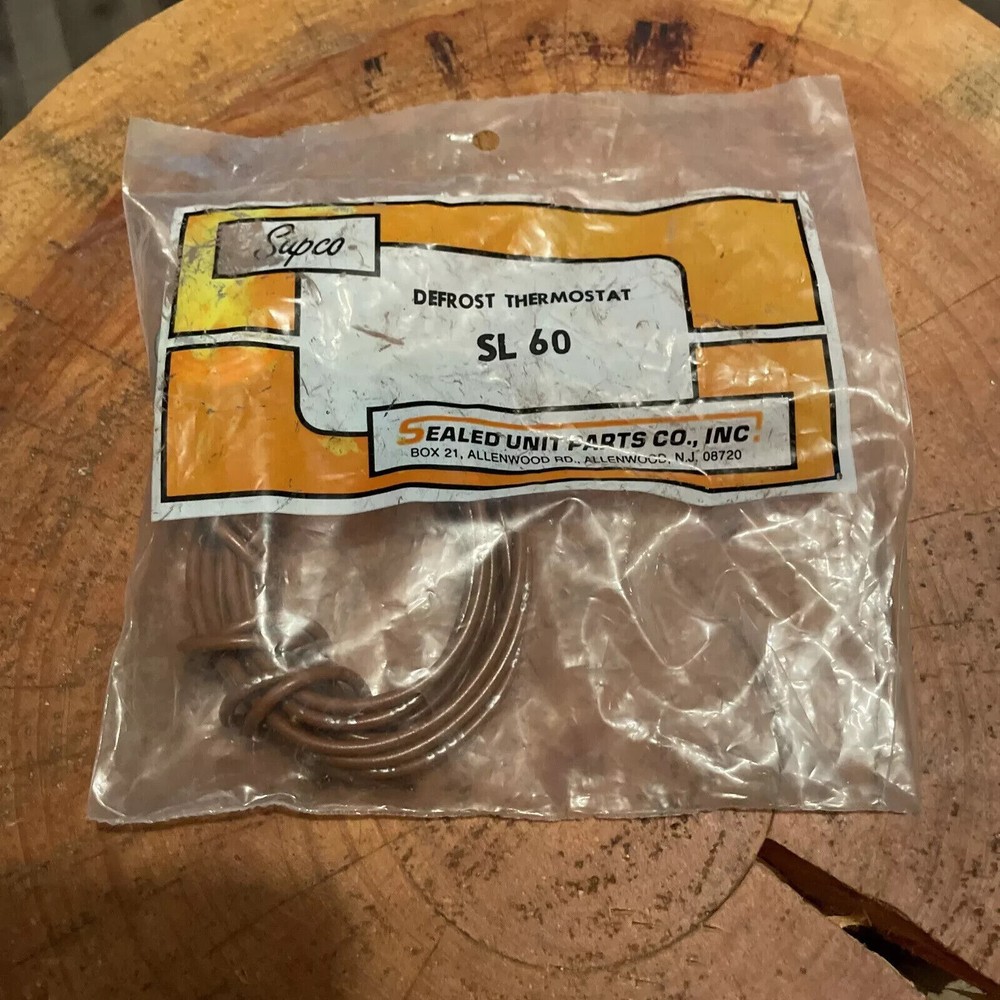 Supco
DEFROST THERMOSTAT
SL 60
SEALED UNIT PARTS CO., INC.
BOX 21, ALLENWOOD RD., ALLENWOOD, N.J. 08720